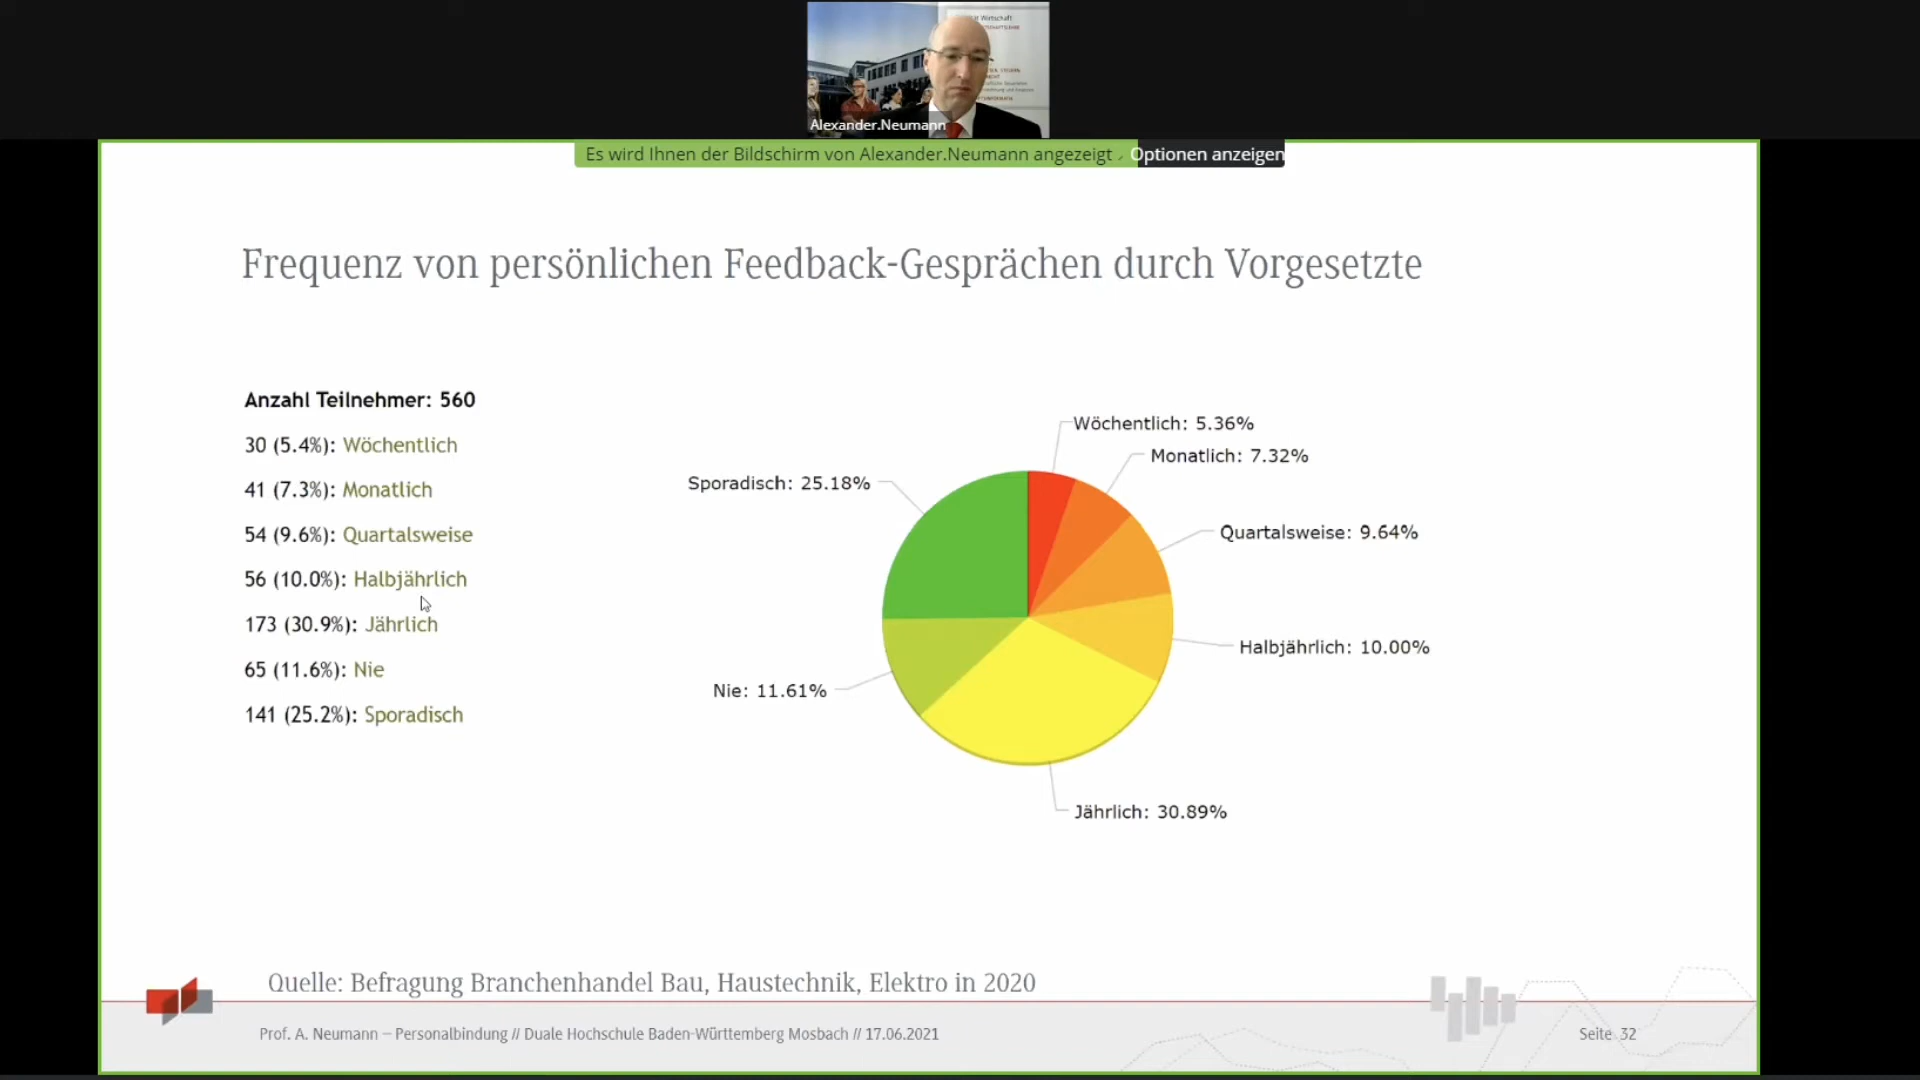 Wirtschaft
Alexander.Neumann
Es wird Ihnen der Bildschirm von Alexander.Neumann angezeigt
Optionen anzeigen
Frequenz von persönlichen Feedback-Gesprächen durch Vorgesetzte
Anzahl Teilnehmer: 560
30 (5.4%): Wöchentlich
41 (7.3%): Monatlich
54 (9.6%): Quartalsweise
56 (10.0%): Halbjährlich
173 (30.9%): Jährlich
65 (11.6%): Nie
141 (25.2%): Sporadisch
Wöchentlich: 5.36%
Monatlich: 7.32%
Sporadisch: 25.18%
Quartalsweise: 9.64%
Halbjährlich: 10.00%
Nie: 11.61%
Jährlich: 30.89%
Quelle: Befragung Branchenhandel Bau, Haustechnik, Elektro in 2020
Prof. A. Neumann – Personalbindung // Duale Hochschule Baden-Württemberg Mosbach // 17.06.2021
Seite 32